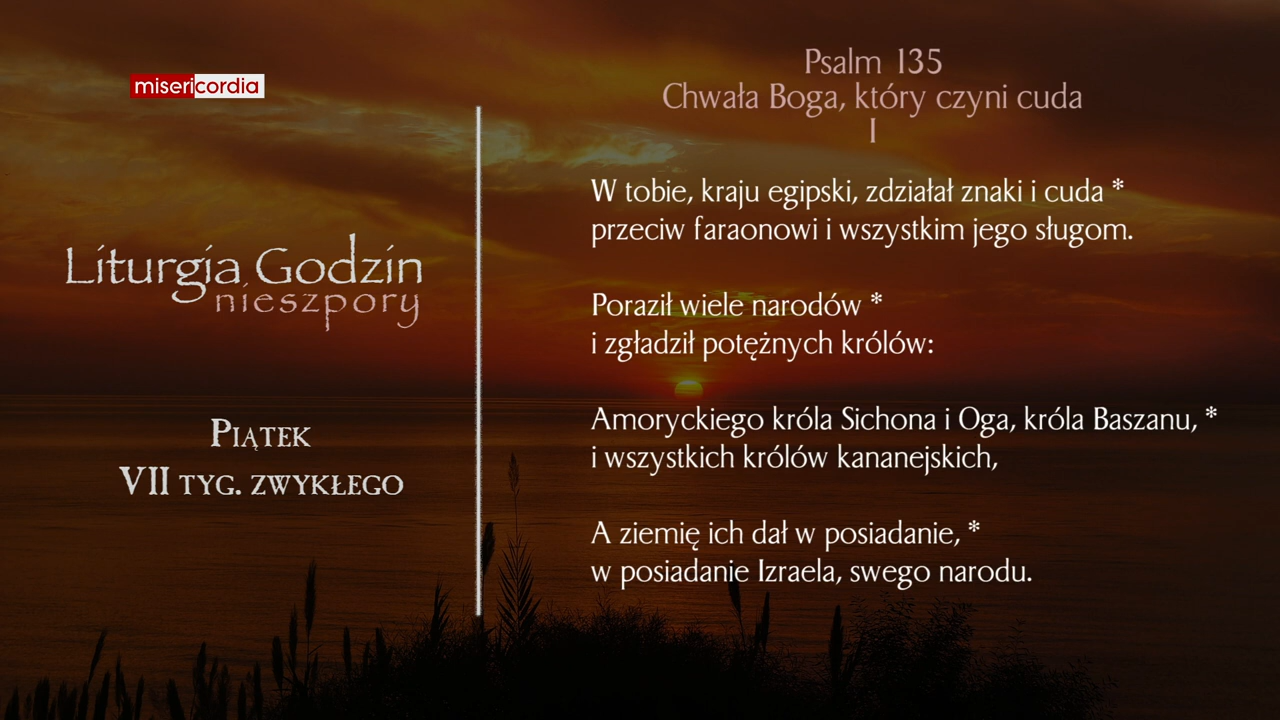 misericordia
Liturgia Godzin
nieszpory
Piątek
VII tyg. zwykłego
Psalm 135
Chwała Boga, który czyni cuda
I
W tobie, kraju egipski, zdziałał znaki i cuda *
przeciw faraonowi i wszystkim jego sługom.
Poraził wiele narodów *
i zgładził potężnych królów:
Amoryckiego króla Sichona i Oga, króla Baszanu, *
i wszystkich królów kananejskich,
A ziemię ich dał w posiadanie, *
w posiadanie Izraela, swego narodu.